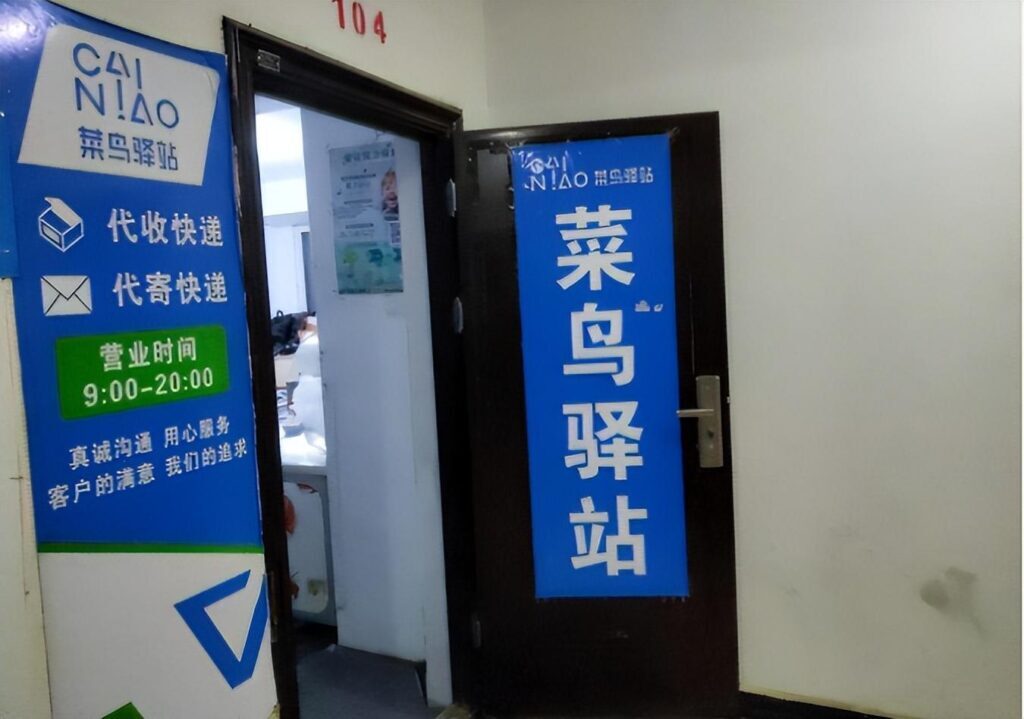 104
CAI
NIAO
菜鸟驿站
代收快递
代寄快递
营业时间
9:00-20:00
真诚沟通 用心服务
客户的满意 我们的追求
CAI
NIAO 菜鸟驿站
菜鸟驿站